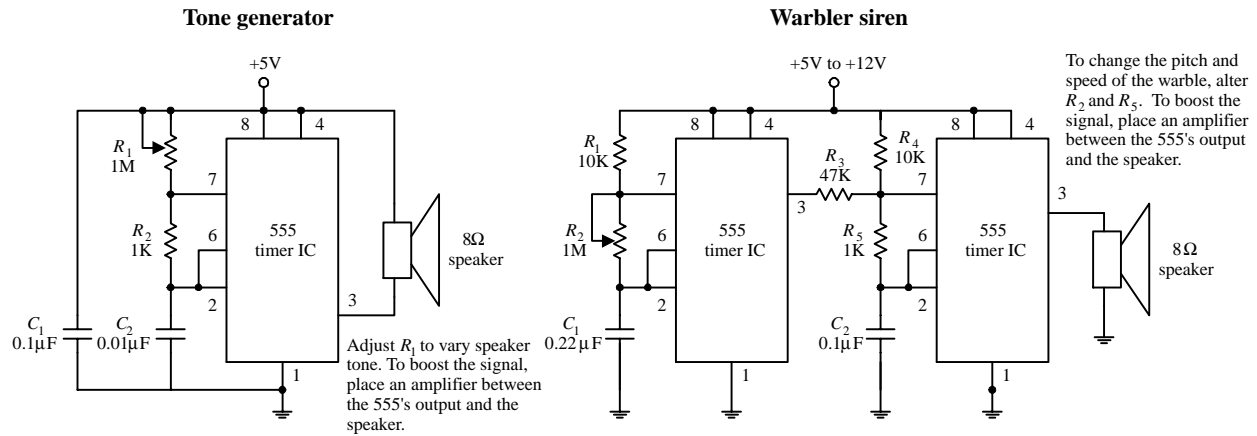 Tone generator
+5V
8
4
R1
1M
7
R2
1K
6
555
timer IC
8Ω
speaker
2
3
C1
0.1µF
C2
0.01µF
1
Adjust R1 to vary speaker
tone. To boost the signal,
place an amplifier between
the 555's output and the
speaker.
Warbler siren
+5V to +12V
To change the pitch and
speed of the warble, alter
R2 and R5. To boost the
signal, place an amplifier
between the 555's output
and the speaker.
8
4
R1
10K
7
R2
1M
6
555
timer IC
3
2
C1
0.22µF
1
R3
47K
R4
10K
8
4
7
3
R5
1K
6
555
timer IC
8Ω
speaker
2
C2
0.1µF
1